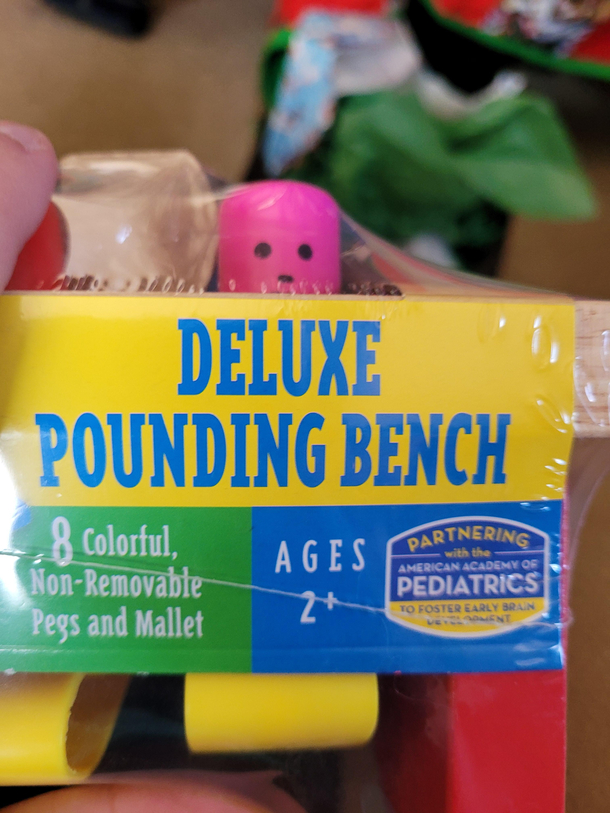 DELUXE
POUNDING BENCH
8 Colorful,
Non-Removable
Pegs and Mallet
AGES
2+
PARTNERING
with the
AMERICAN ACADEMY OF
PEDIATRICS
TO FOSTER EARLY BRAIN
DEVELOPMENT